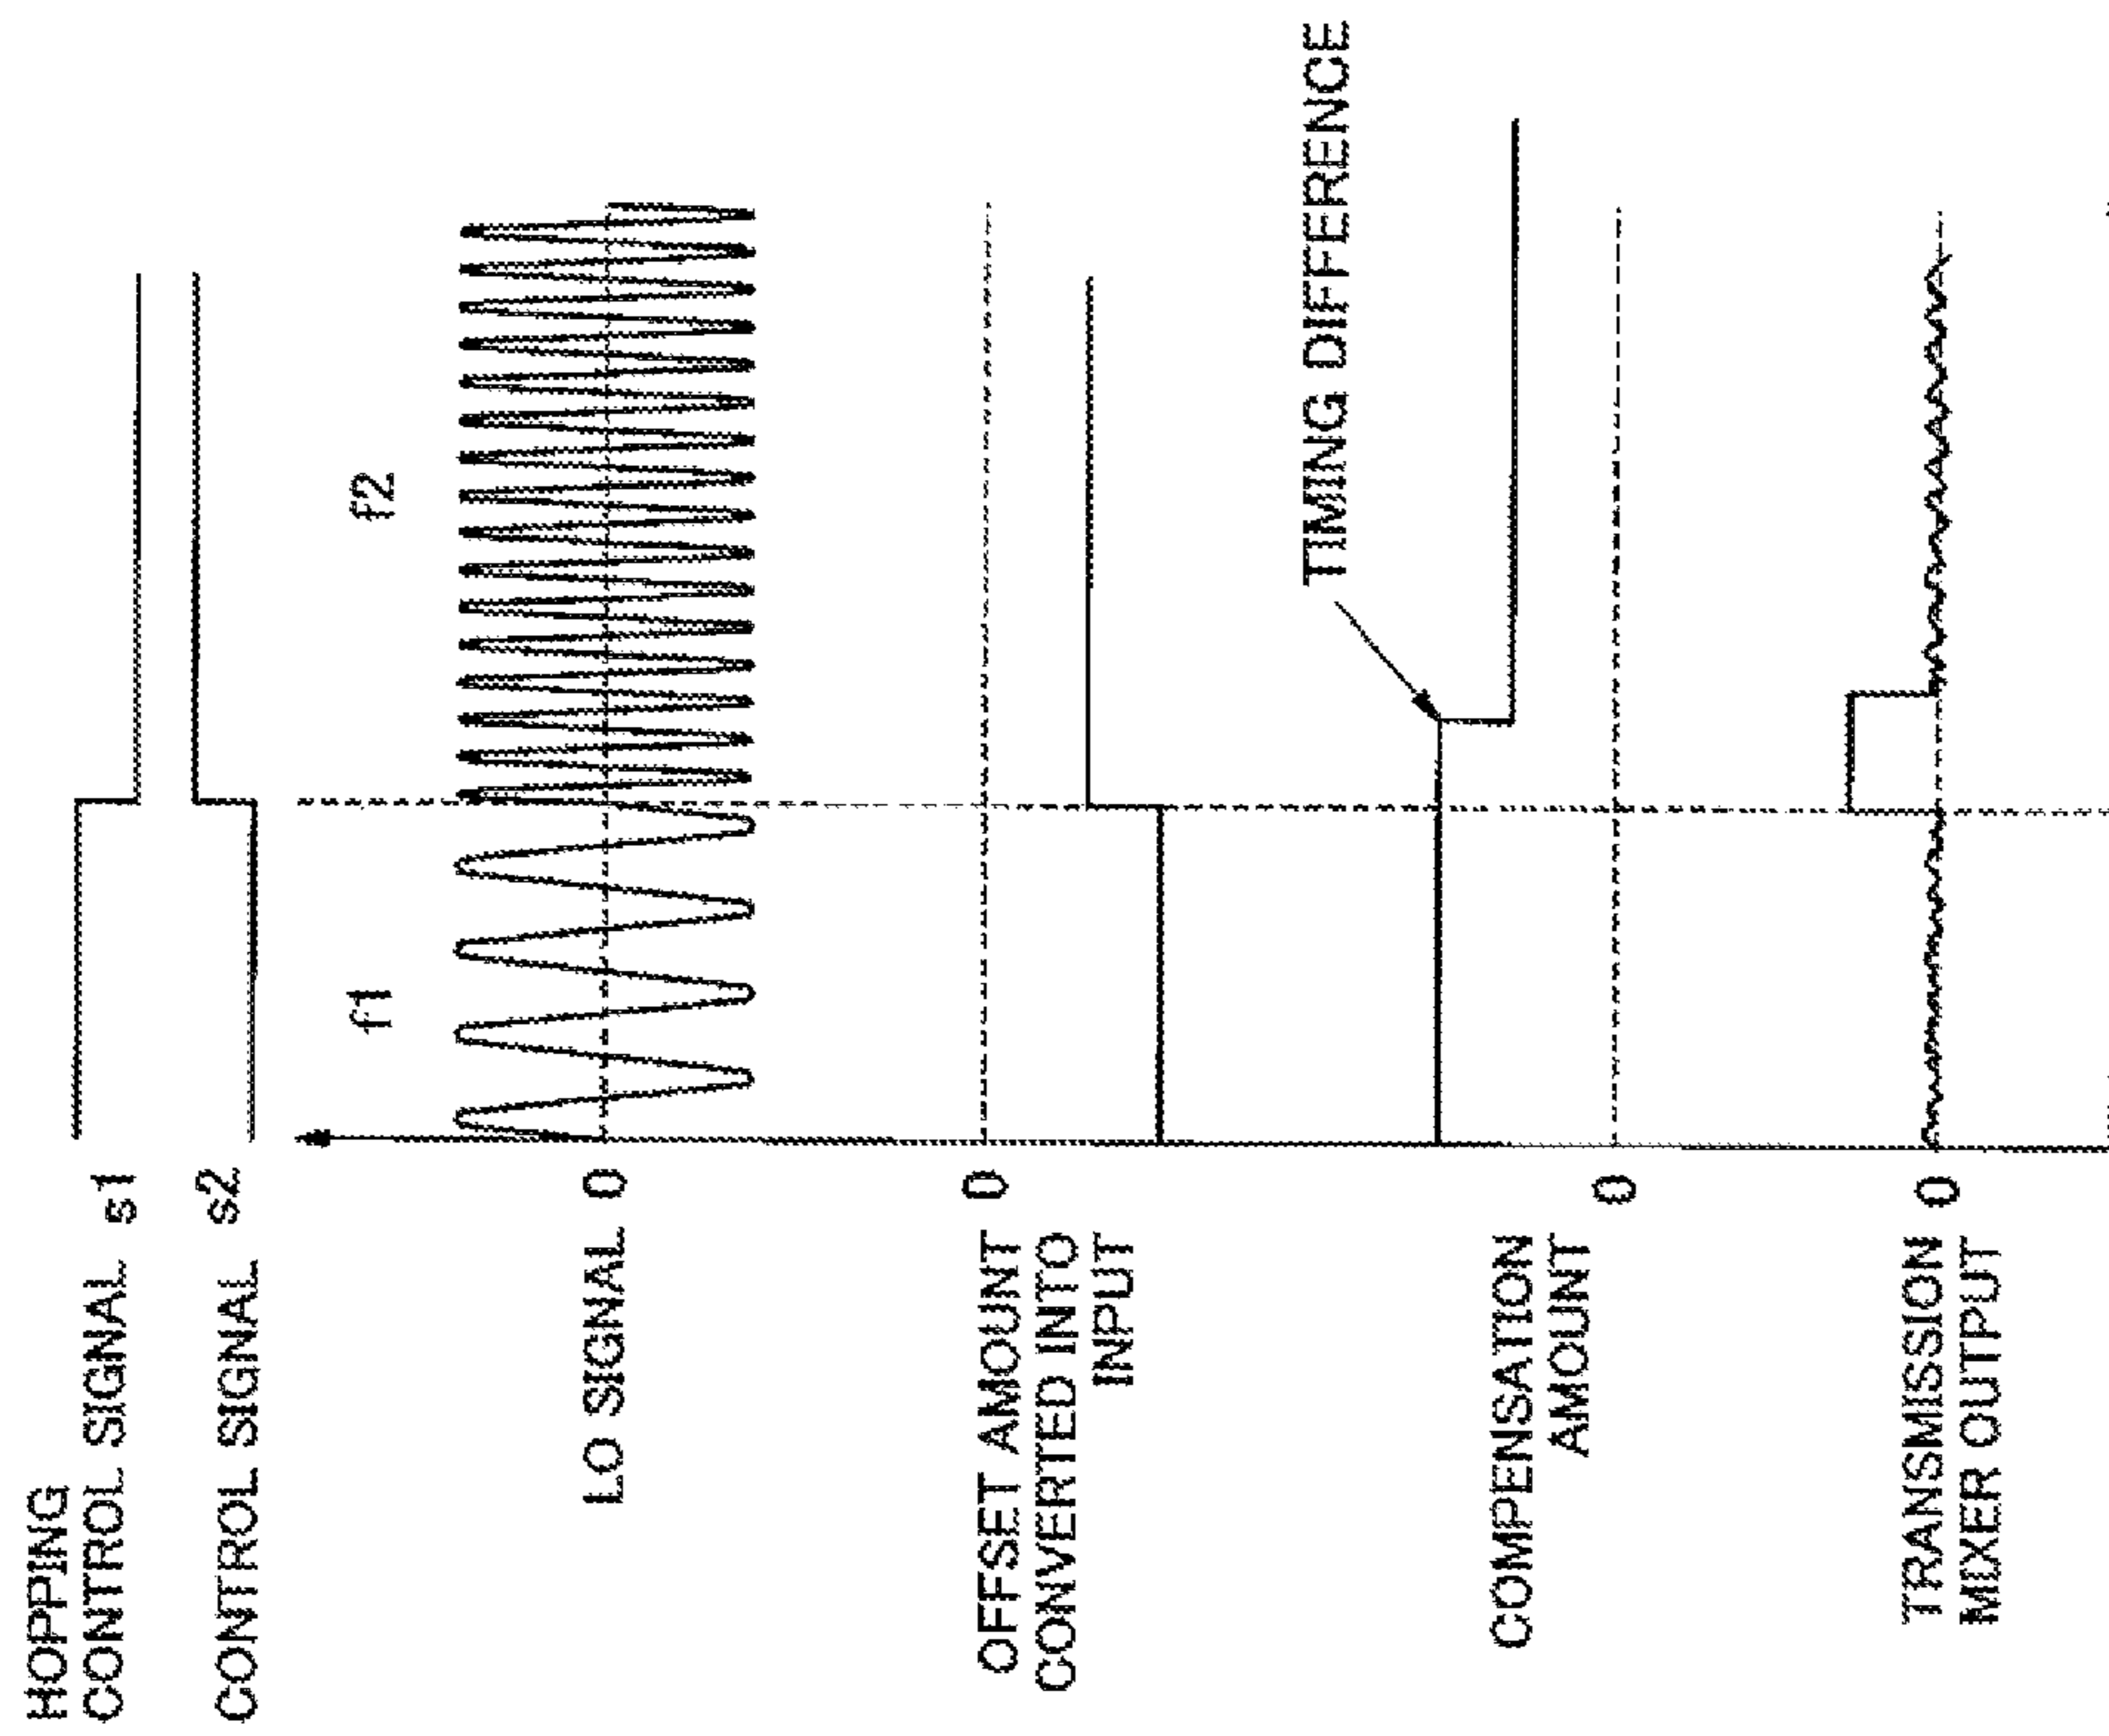 HOPPING
CONTROL SIGNAL s1
CONTROL SIGNAL s2
f1
f2
LO SIGNAL 0
0
OFFSET AMOUNT
CONVERTED INTO
INPUT
TIMING DIFFERENCE
COMPENSATION
AMOUNT
0
TRANSMISSION 0
MIXER OUTPUT